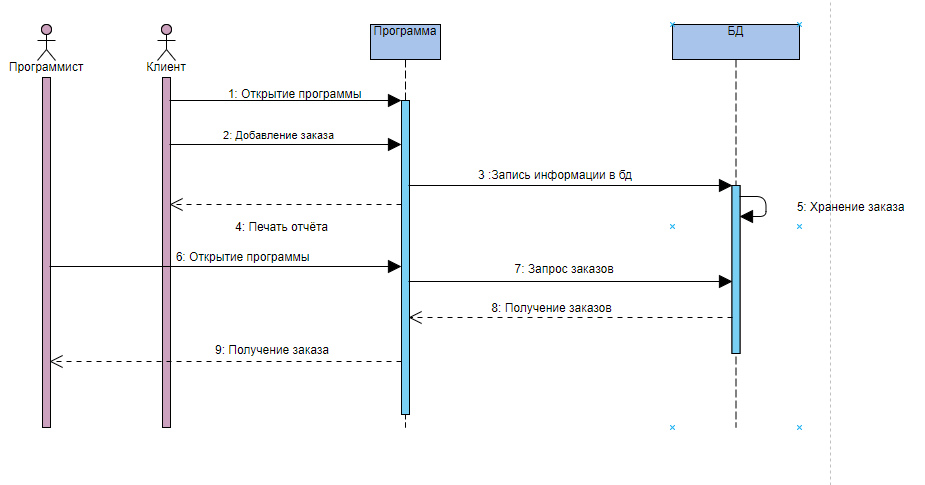 Программист
Клиент
Программа
БД
1: Открытие программы
2: Добавление заказа
3 :Запись информации в бд
4: Печать отчёта
5: Хранение заказа
6: Открытие программы
7: Запрос заказов
8: Получение заказов
9: Получение заказа